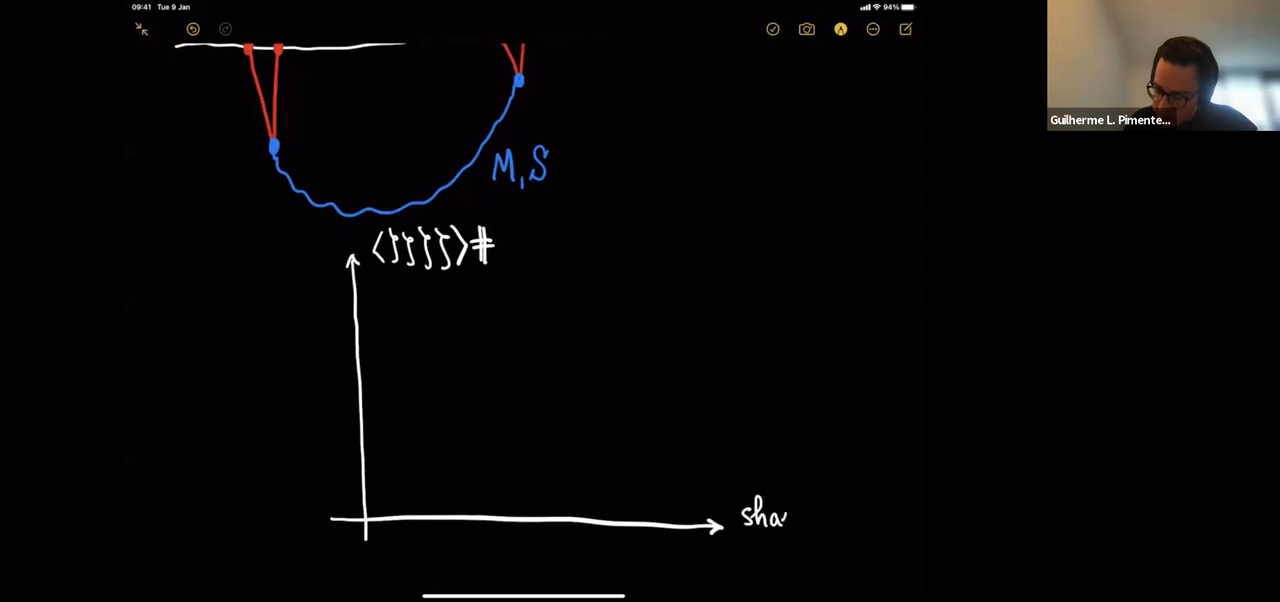 09:41 Tue 9 Jan
94%
Guilherme L. Pimente...
M, S
⟨ζζζζ⟩#
sha